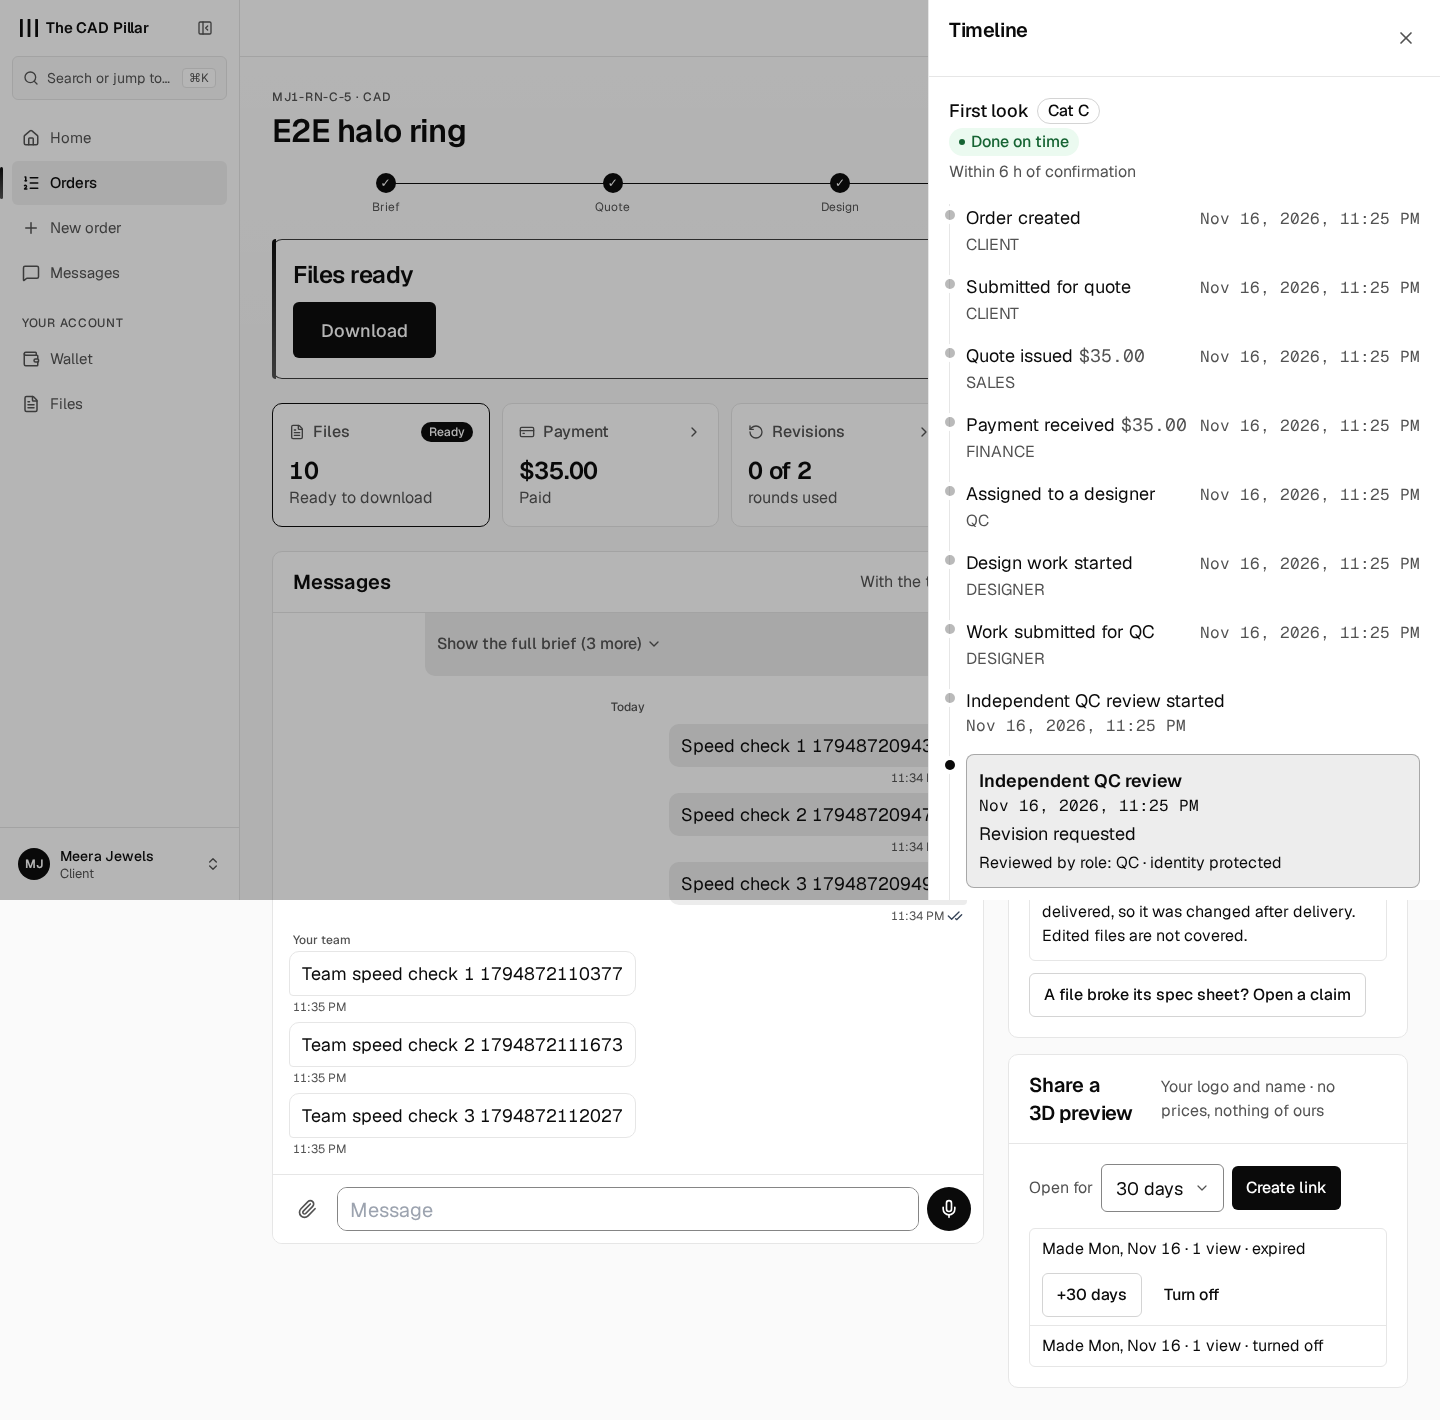 The CAD Pillar
Search or jump to...
⌘K
Home
Orders
New order
Messages
YOUR ACCOUNT
Wallet
Files
MJ
Meera Jewels
Client
MJ1-RN-C-5 · CAD
E2E halo ring
Brief
Quote
Design
Files ready
Download
Files
Ready
10
Ready to download
Payment
$35.00
Paid
Revisions
0 of 2
rounds used
Messages
With the
Show the full brief (3 more)
Today
Speed check 1 1794872094
11:34
Speed check 2 1794872094
11:34
Speed check 3 1794872094
11:34 PM
Your team
Team speed check 1 1794872110377
11:35 PM
Team speed check 2 1794872111673
11:35 PM
Team speed check 3 1794872112027
11:35 PM
Message
Timeline
First look Cat C
Done on time
Within 6 h of confirmation
Order created Nov 16, 2026, 11:25 PM
CLIENT
Submitted for quote Nov 16, 2026, 11:25 PM
CLIENT
Quote issued $35.00 Nov 16, 2026, 11:25 PM
SALES
Payment received $35.00 Nov 16, 2026, 11:25 PM
FINANCE
Assigned to a designer Nov 16, 2026, 11:25 PM
QC
Design work started Nov 16, 2026, 11:25 PM
DESIGNER
Work submitted for QC Nov 16, 2026, 11:25 PM
DESIGNER
Independent QC review started
Nov 16, 2026, 11:25 PM
Independent QC review
Nov 16, 2026, 11:25 PM
Revision requested
Reviewed by role: QC · identity protected
delivered, so it was changed after delivery.
Edited files are not covered.
A file broke its spec sheet? Open a claim
Share a
3D preview
Your logo and name · no
prices, nothing of ours
Open for 30 days Create link
Made Mon, Nov 16 · 1 view · expired
+30 days Turn off
Made Mon, Nov 16 · 1 view · turned off